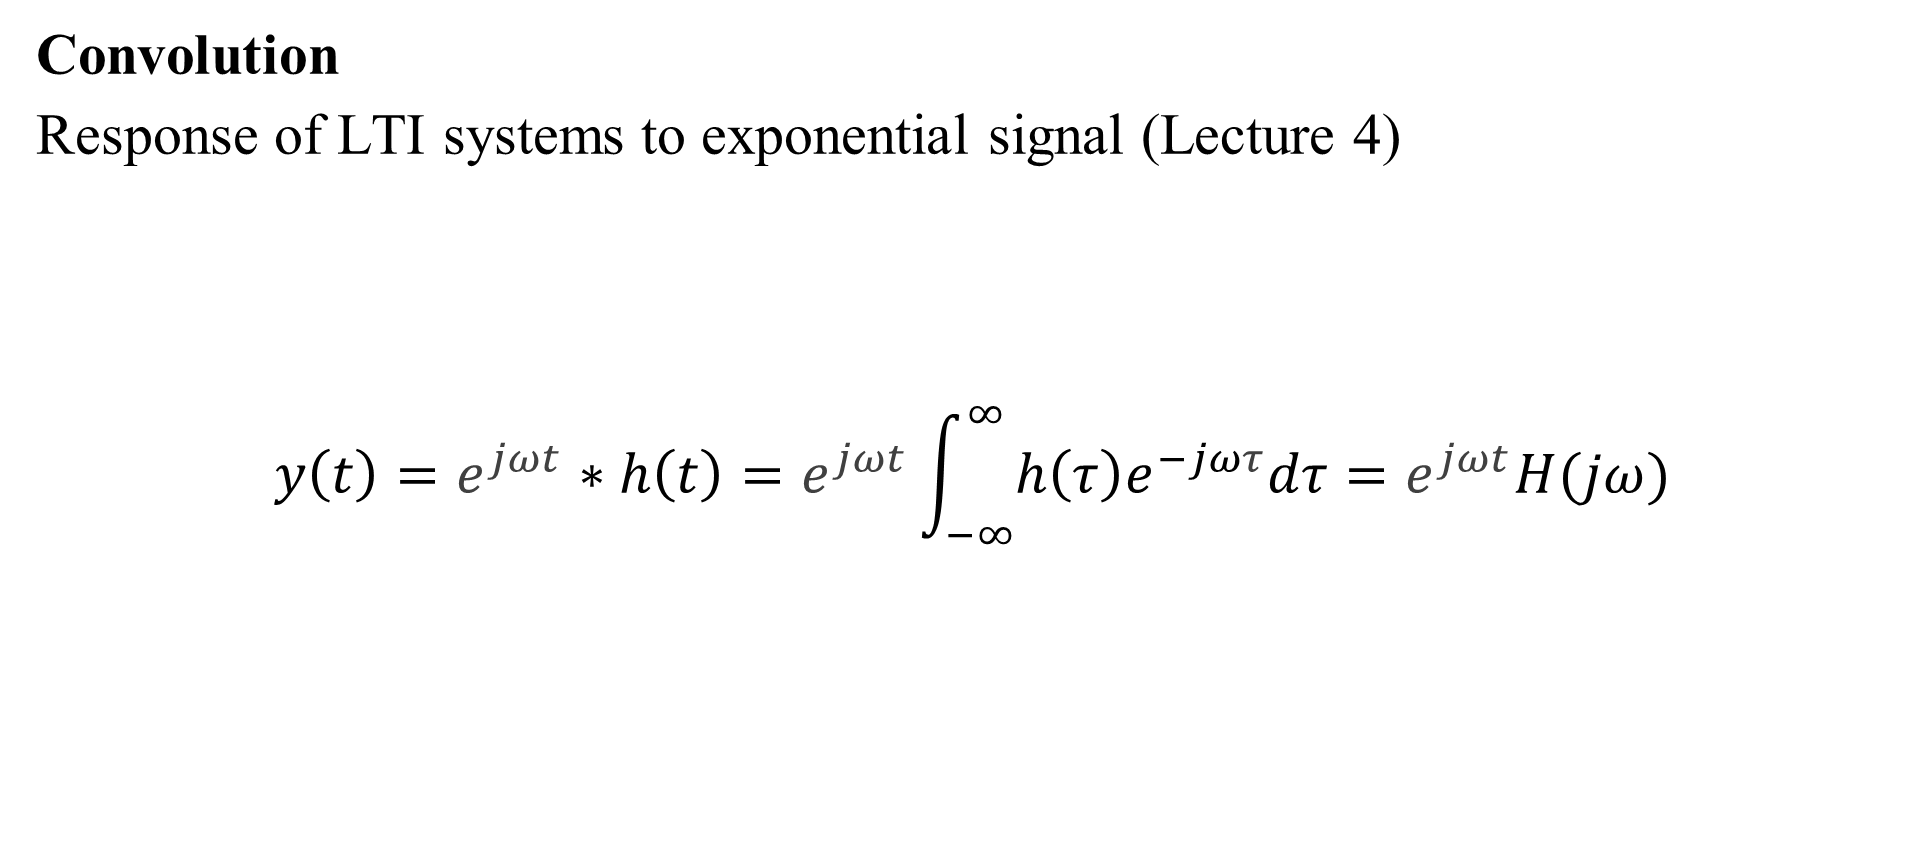 Convolution
Response of LTI systems to exponential signal (Lecture 4)
y(t) = e^{jωt} ∗ h(t) = e^{jωt} ∫_{−∞}^{∞} h(τ)e^{−jωτ}dτ = e^{jωt}H(jω)